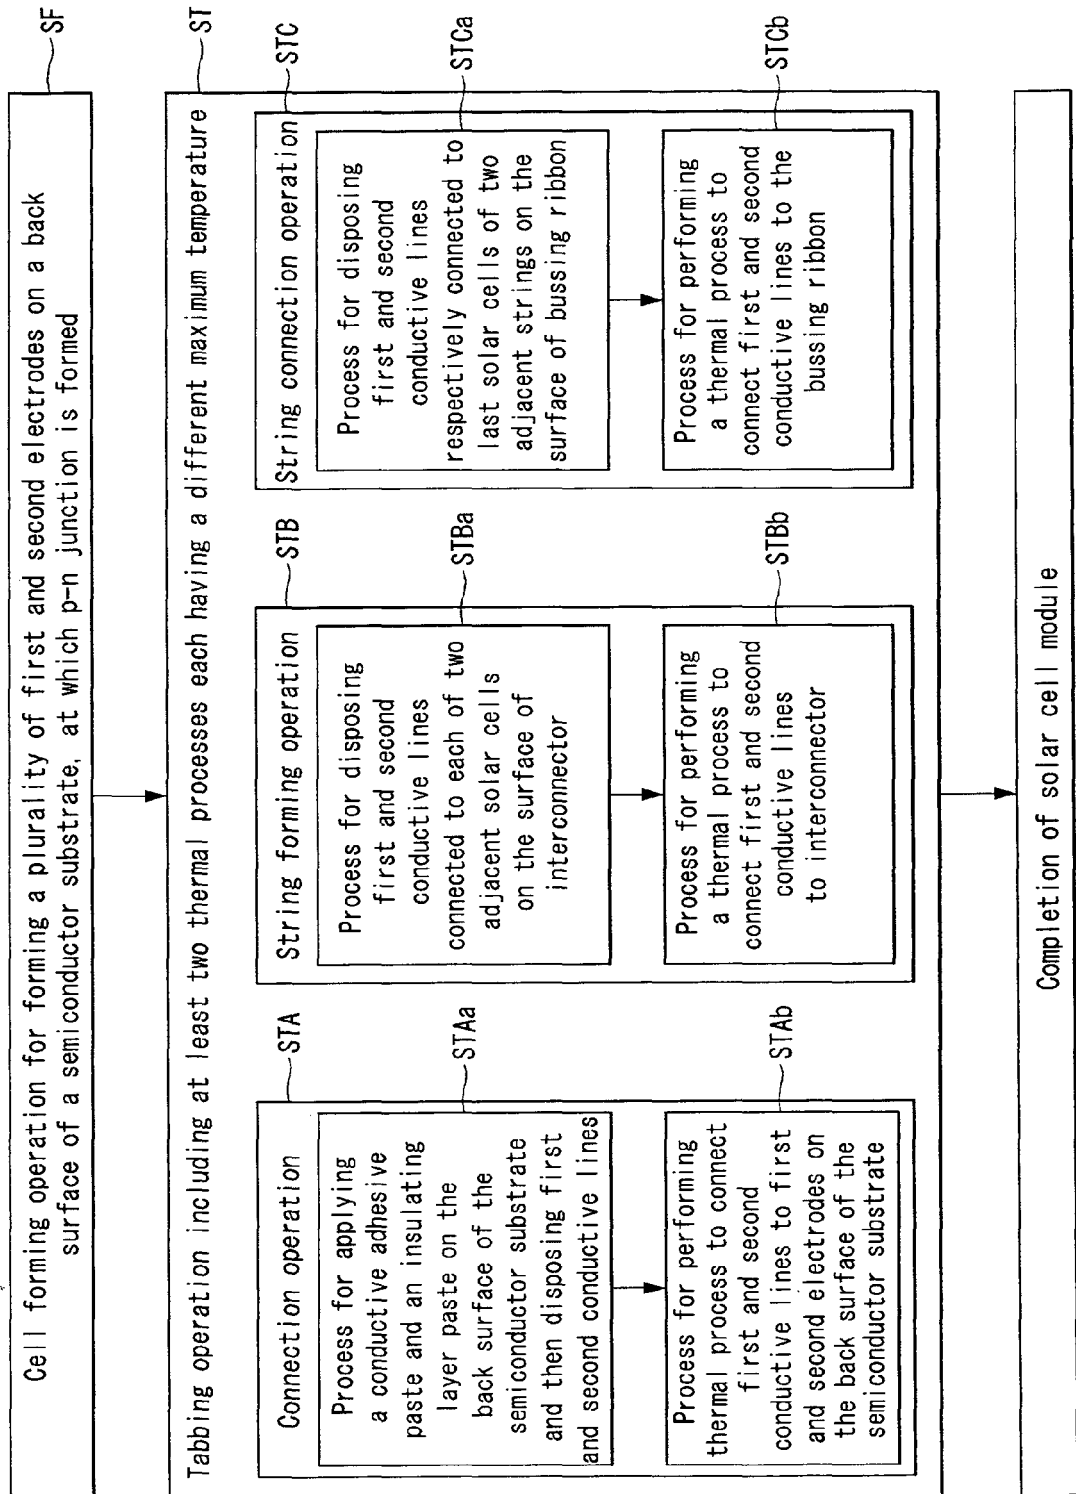 Cell forming operation for forming a plurality of first and second electrodes on a back
surface of a semiconductor substrate, at which p-n junction is formed
SF
Tabbing operation including at least two thermal processes each having a different maximum temperature
ST
Connection operation
STA
Process for applying
a conductive adhesive
paste and an insulating
layer paste on the
back surface of the
semiconductor substrate
and then disposing first
and second conductive lines
STAa
Process for performing
thermal process to connect
first and second
conductive lines to first
and second electrodes on
the back surface of the
semiconductor substrate
STAb
String forming operation
STB
Process for disposing
first and second
conductive lines
connected to each of two
adjacent solar cells
on the surface of
interconnector
STBa
Process for performing
a thermal process to
connect first and second
conductive lines
to interconnector
STBb
String connection operation
STC
Process for disposing
first and second
conductive lines
respectively connected to
last solar cells of two
adjacent strings on the
surface of bussing ribbon
STCa
Process for performing
a thermal process to
connect first and second
conductive lines to the
bussing ribbon
STCb
Completion of solar cell module